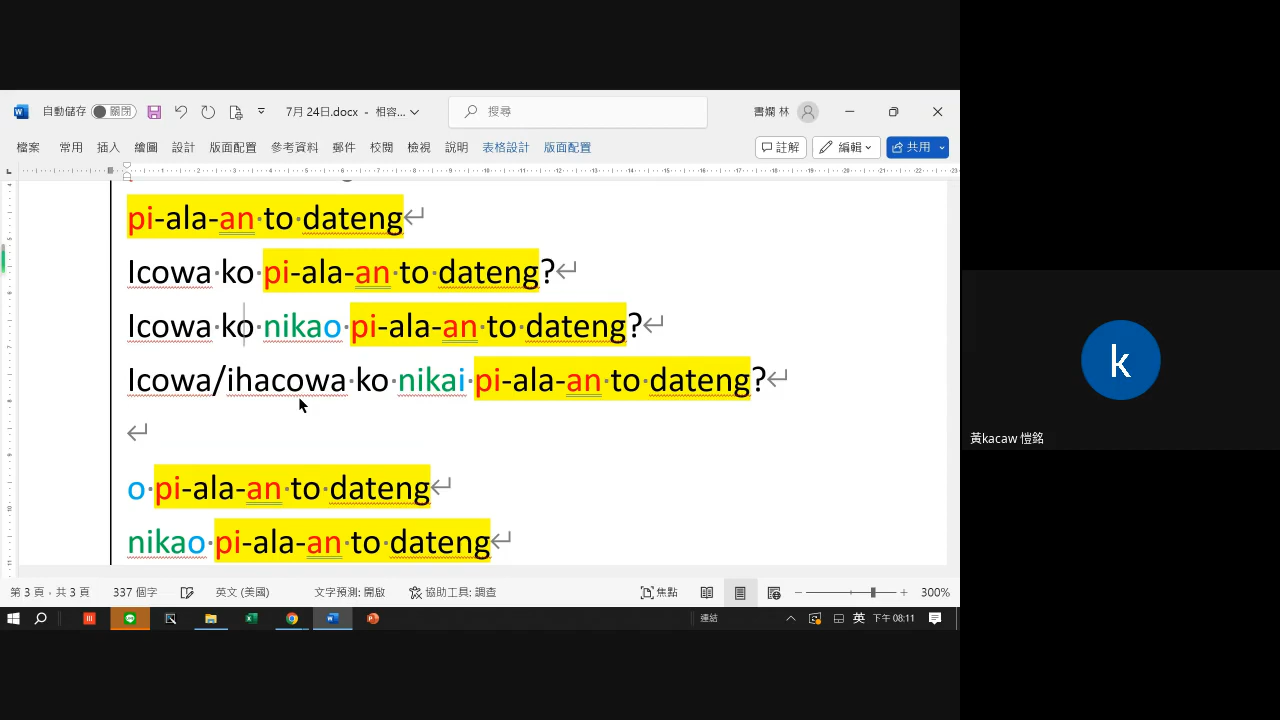 自動儲存 關閉 7月 24日.docx - 相容... 搜尋 書嫻 林
檔案 常用 插入 繪圖 設計 版面配置 參考資料 郵件 校閱 檢視 說明 表格設計 版面配置 註解 編輯 共用
pi-ala-an to dateng
Icowa ko pi-ala-an to dateng?
Icowa ko nikao pi-ala-an to dateng?
Icowa/ihacowa ko nikai pi-ala-an to dateng?
o pi-ala-an to dateng
nikao pi-ala-an to dateng
黃kacaw 愷銘
k
第 3 頁，共 3 頁 337 個字 英文 (美國) 文字預測: 開啟 協助工具: 調查 焦點 300%
連結 英 下午 08:11